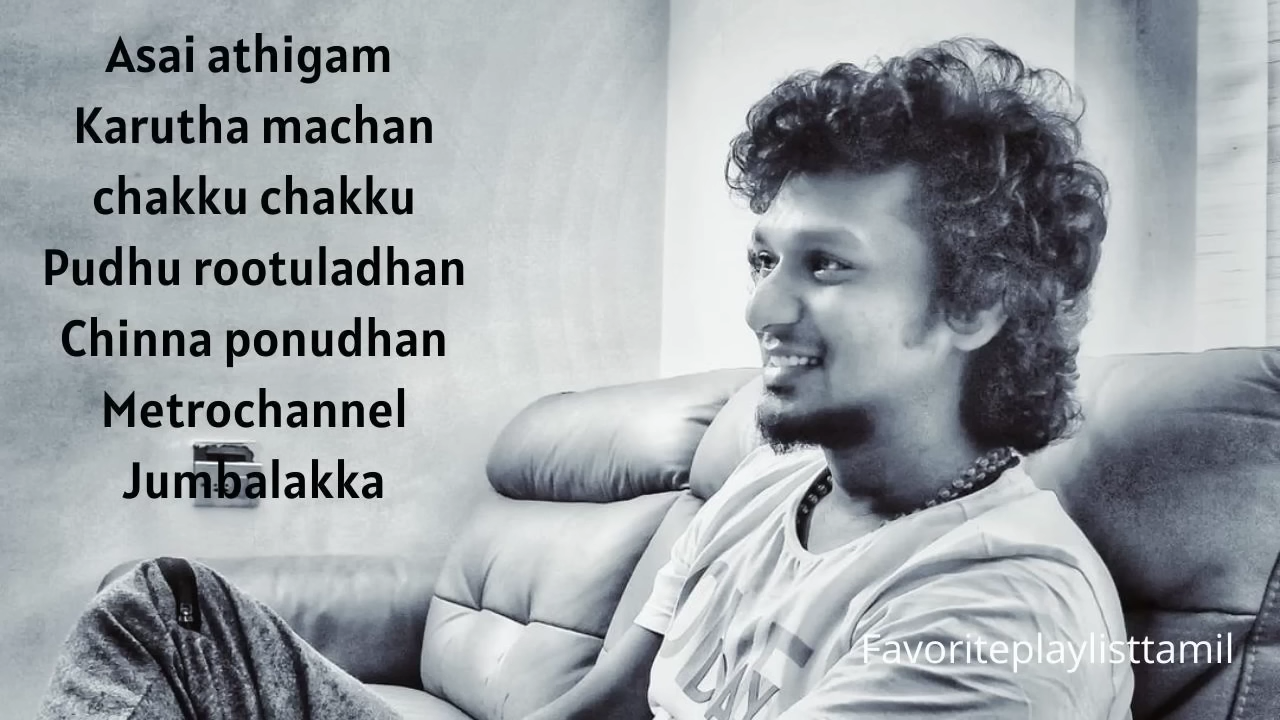 Asai athigam
Karutha machan
chakku chakku
Pudhu rootuladhan
Chinna ponudhan
Metrochannel
Jumbalakka
Favoriteplaylisttamil